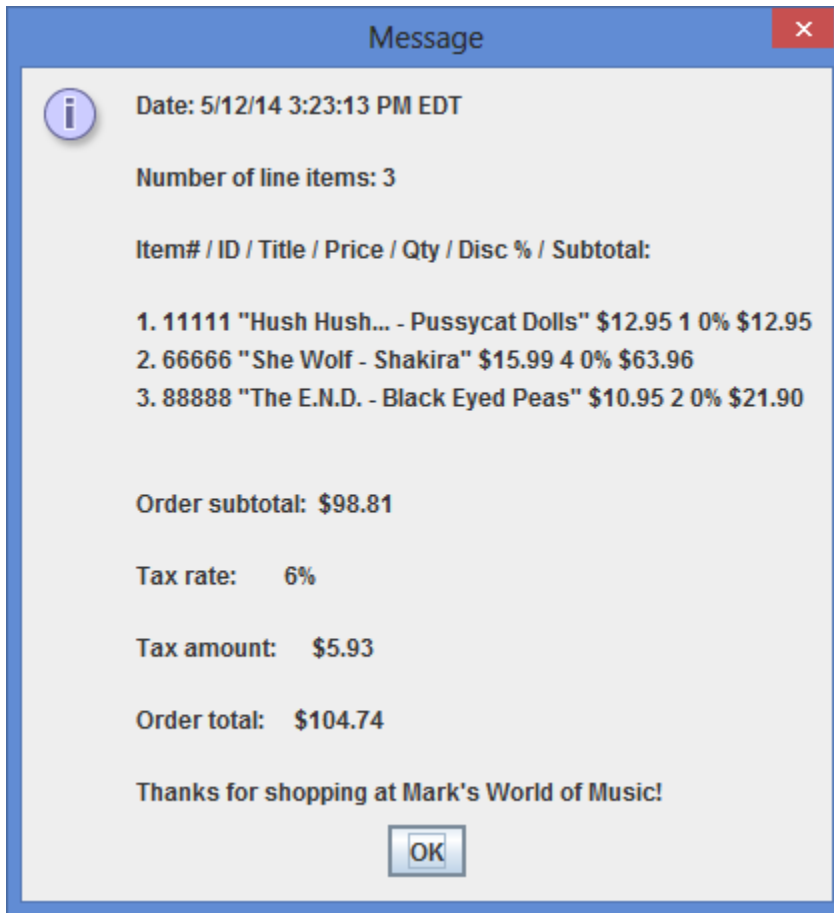 Message
Date: 5/12/14 3:23:13 PM EDT
Number of line items: 3
Item# / ID / Title / Price / Qty / Disc % / Subtotal:
1. 11111 "Hush Hush... - Pussycat Dolls" $12.95 1 0% $12.95
2. 66666 "She Wolf - Shakira" $15.99 4 0% $63.96
3. 88888 "The E.N.D. - Black Eyed Peas" $10.95 2 0% $21.90
Order subtotal: $98.81
Tax rate: 6%
Tax amount: $5.93
Order total: $104.74
Thanks for shopping at Mark's World of Music!
OK